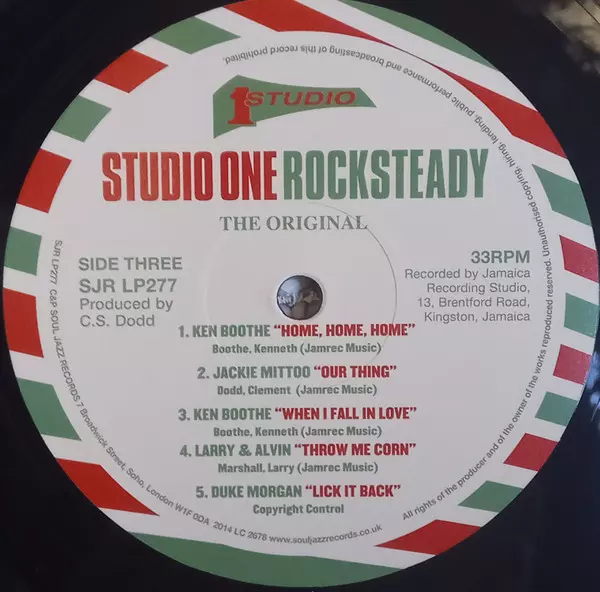 1 STUDIO
STUDIO ONE ROCKSTEADY
THE ORIGINAL
SIDE THREE
SJR LP277
Produced by
C.S. Dodd
33RPM
Recorded by Jamaica
Recording Studio,
13, Brentford Road,
Kingston, Jamaica
1. KEN BOOTHE “HOME, HOME, HOME”
Boothe, Kenneth (Jamrec Music)
2. JACKIE MITTOO “OUR THING”
Dodd, Clement (Jamrec Music)
3. KEN BOOTHE “WHEN I FALL IN LOVE”
Boothe, Kenneth (Jamrec Music)
4. LARRY & ALVIN “THROW ME CORN”
Marshall, Larry (Jamrec Music)
5. DUKE MORGAN “LICK IT BACK”
Copyright Control
SJR LP277 C&P SOUL JAZZ RECORDS 7 Broadwick Street, Soho, London W1F 0DA 2014 LC 2678 www.souljazzrecords.co.uk
All rights of the producer and of the owner of the works reproduced reserved. Unauthorised copying, hiring, lending, public performance and broadcasting of this record prohibited.